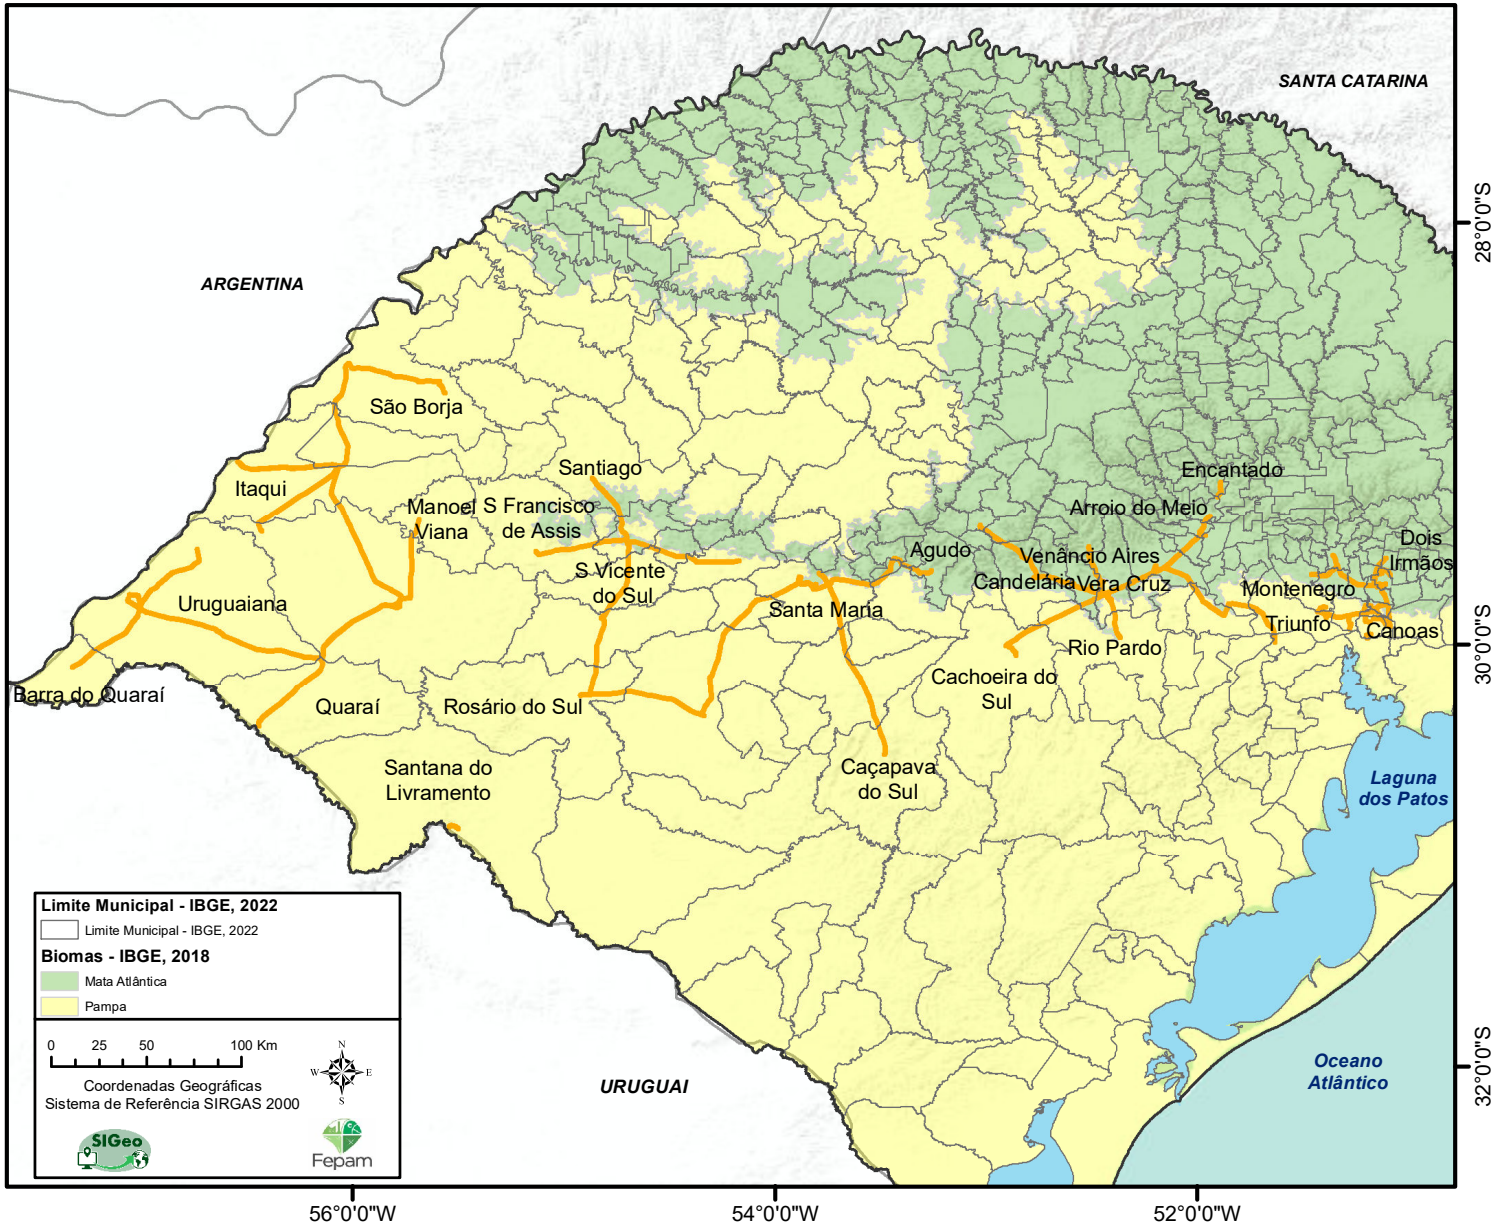 SANTA CATARINA
28°0'0"S
ARGENTINA
São Borja
Santiago
Encantado
Itaqui
Manoel
Viana
S Francisco
de Assis
Arroio do Meio
Dois
Irmãos
Agudo
Venâncio Aires
S Vicente
do Sul
Candelária
Vera Cruz
Montenegro
Uruguaiana
Santa Maria
Triunfo
Canoas
30°0'0"S
Rio Pardo
Barra do Quaraí
Quaraí
Rosário do Sul
Cachoeira do
Sul
Santana do
Livramento
Caçapava
do Sul
Laguna
dos Patos
Limite Municipal - IBGE, 2022
Limite Municipal - IBGE, 2022
Biomas - IBGE, 2018
Mata Atlântica
Pampa
0 25 50 100 Km
N
W E
S
Coordenadas Geográficas
Sistema de Referência SIRGAS 2000
SIGeo
Fepam
URUGUAI
Oceano
Atlântico
32°0'0"S
56°0'0"W
54°0'0"W
52°0'0"W